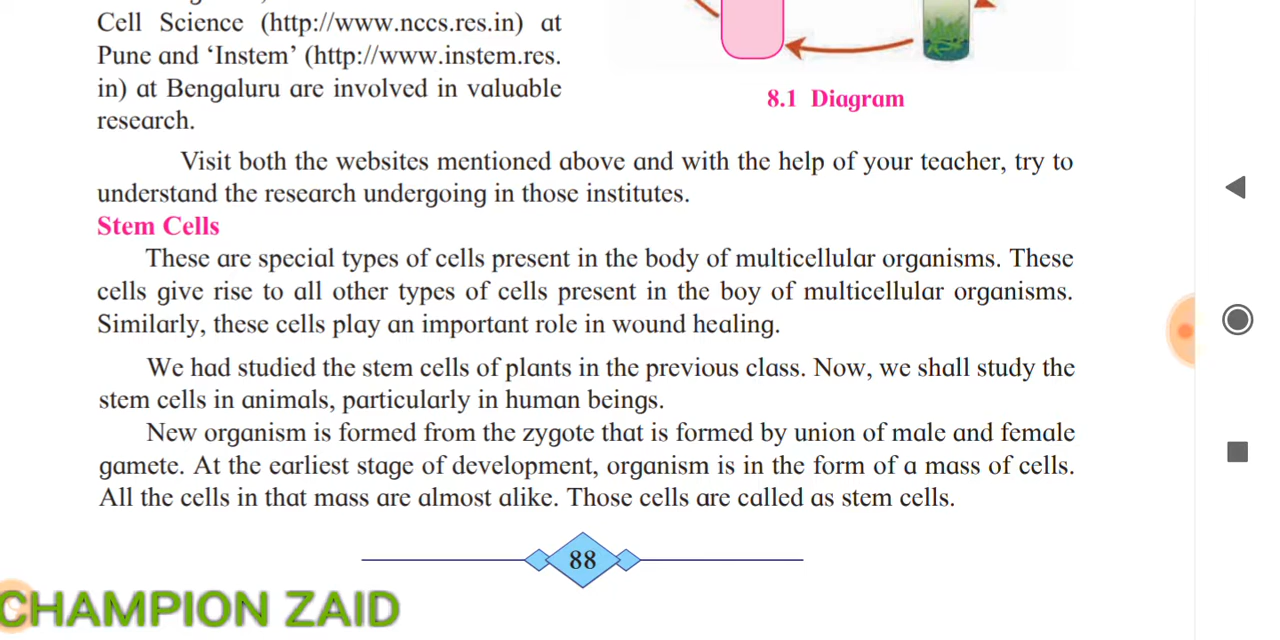 Cell Science (http://www.nccs.res.in) at
Pune and ‘Instem’ (http://www.instem.res.
in) at Bengaluru are involved in valuable
research.
8.1 Diagram
Visit both the websites mentioned above and with the help of your teacher, try to
understand the research undergoing in those institutes.
Stem Cells
These are special types of cells present in the body of multicellular organisms. These
cells give rise to all other types of cells present in the boy of multicellular organisms.
Similarly, these cells play an important role in wound healing.
We had studied the stem cells of plants in the previous class. Now, we shall study the
stem cells in animals, particularly in human beings.
New organism is formed from the zygote that is formed by union of male and female
gamete. At the earliest stage of development, organism is in the form of a mass of cells.
All the cells in that mass are almost alike. Those cells are called as stem cells.
88
CHAMPION ZAID